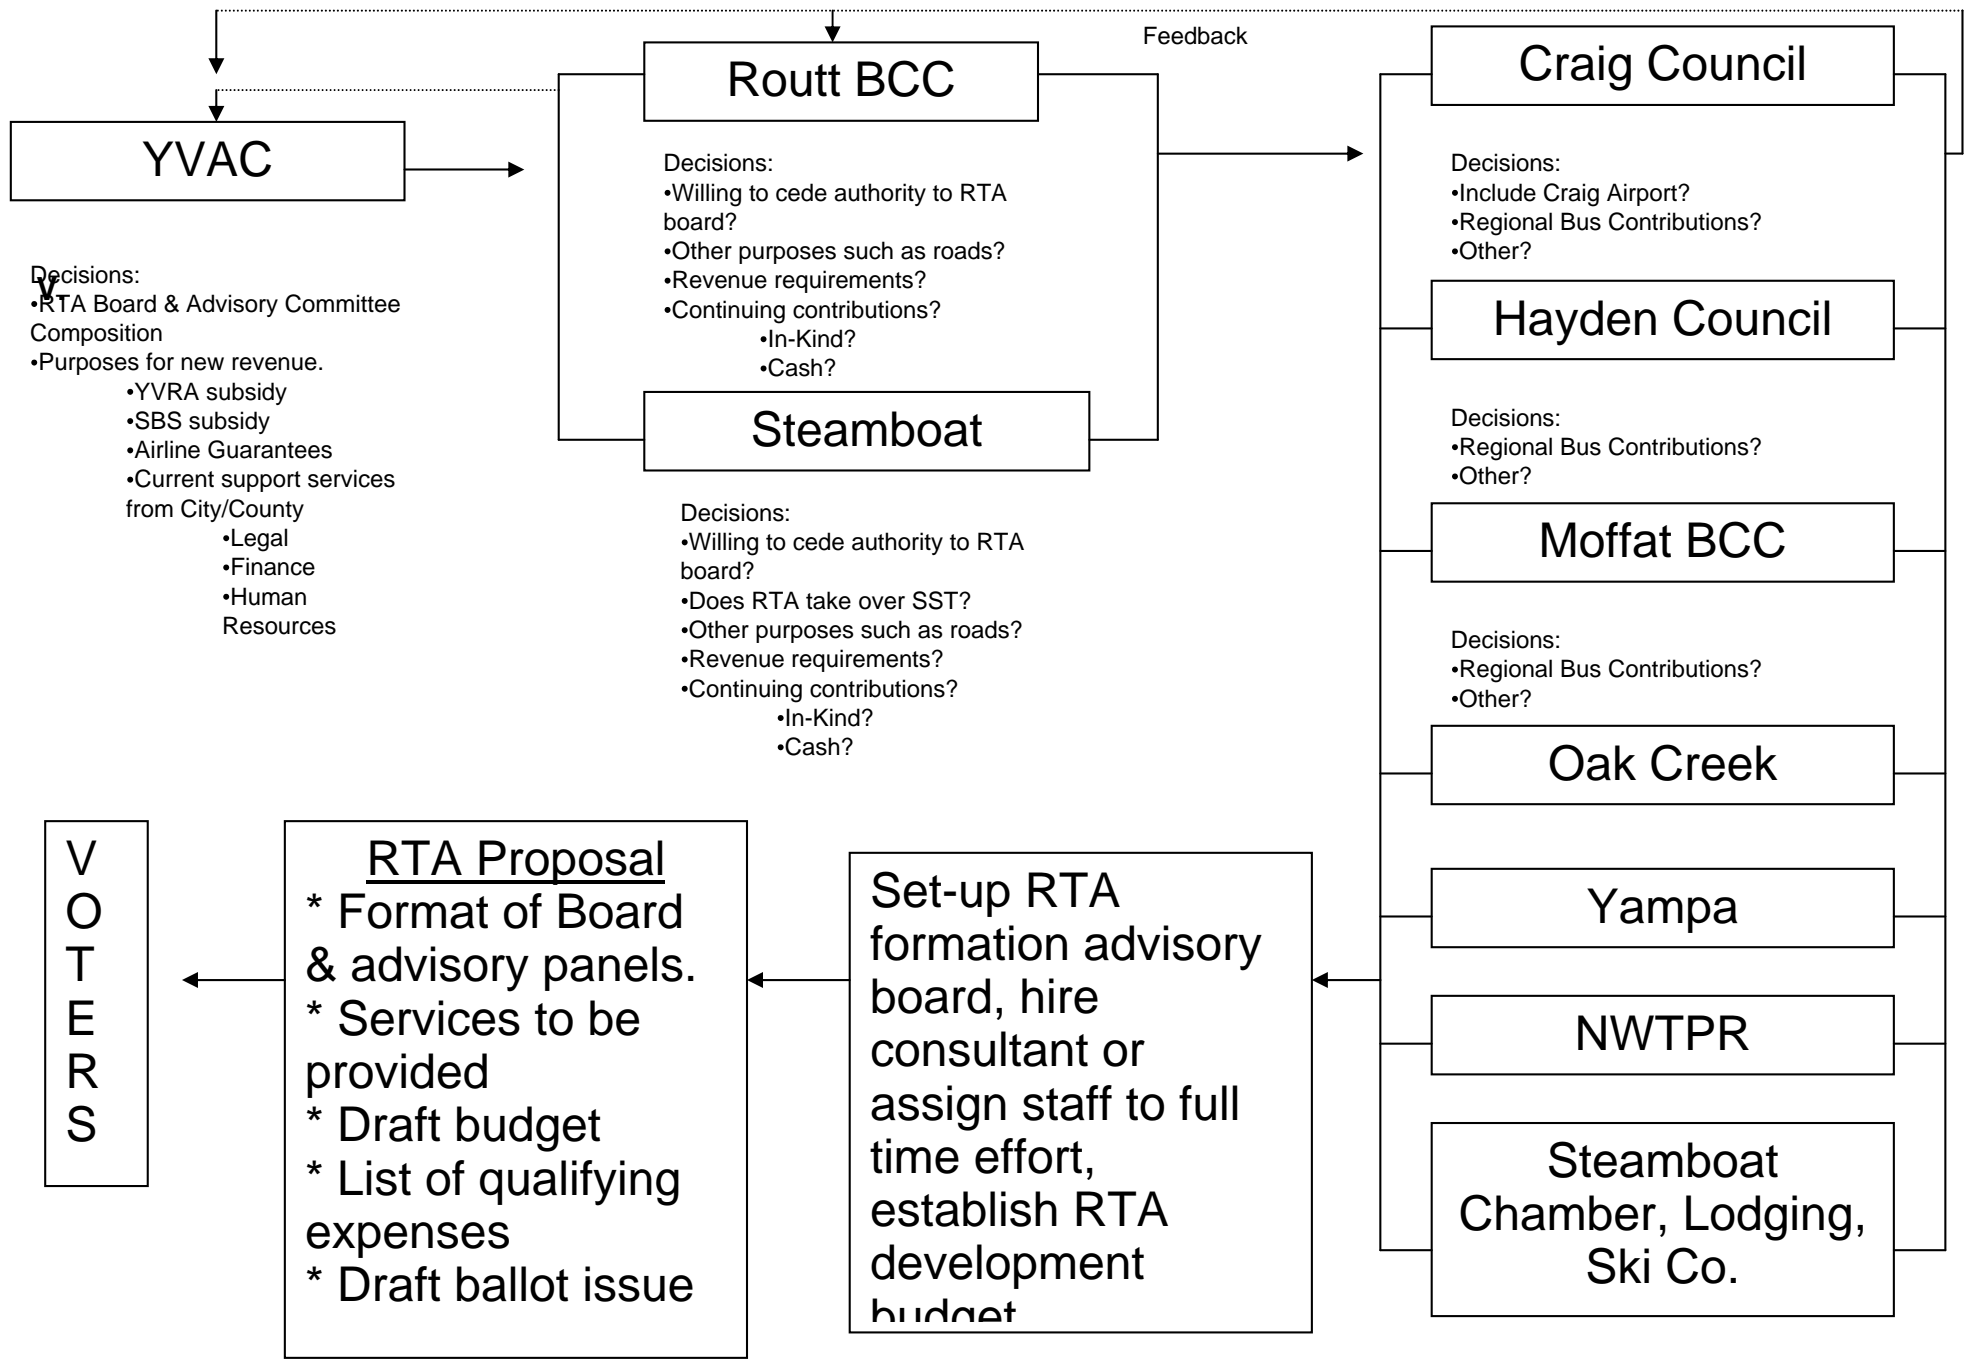 Feedback
YVAC
Decisions:
V.
•RTA Board & Advisory Committee
Composition
•Purposes for new revenue.
•YVRA subsidy
•SBS subsidy
•Airline Guarantees
•Current support services
from City/County
•Legal
•Finance
•Human
Resources
Routt BCC
Decisions:
•Willing to cede authority to RTA
board?
•Other purposes such as roads?
•Revenue requirements?
•Continuing contributions?
•In-Kind?
•Cash?
Steamboat
Decisions:
•Willing to cede authority to RTA
board?
•Does RTA take over SST?
•Other purposes such as roads?
•Revenue requirements?
•Continuing contributions?
•In-Kind?
•Cash?
Craig Council
Decisions:
•Include Craig Airport?
•Regional Bus Contributions?
•Other?
Hayden Council
Decisions:
•Regional Bus Contributions?
•Other?
Moffat BCC
Decisions:
•Regional Bus Contributions?
•Other?
Oak Creek
Yampa
NWTPR
Steamboat
Chamber, Lodging,
Ski Co.
Set-up RTA
formation advisory
board, hire
consultant or
assign staff to full
time effort,
establish RTA
development
budget
RTA Proposal
* Format of Board
& advisory panels.
* Services to be
provided
* Draft budget
* List of qualifying
expenses
* Draft ballot issue
V
O
T
E
R
S